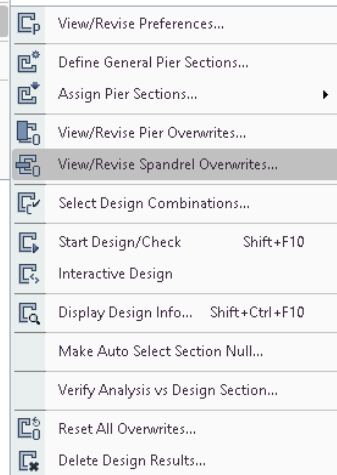 View/Revise Preferences...
Define General Pier Sections...
Assign Pier Sections...
View/Revise Pier Overwrites...
View/Revise Spandrel Overwrites...
Select Design Combinations...
Start Design/Check Shift+F10
Interactive Design
Display Design Info... Shift+Ctrl+F10
Make Auto Select Section Null...
Verify Analysis vs Design Section...
Reset All Overwrites...
Delete Design Results...